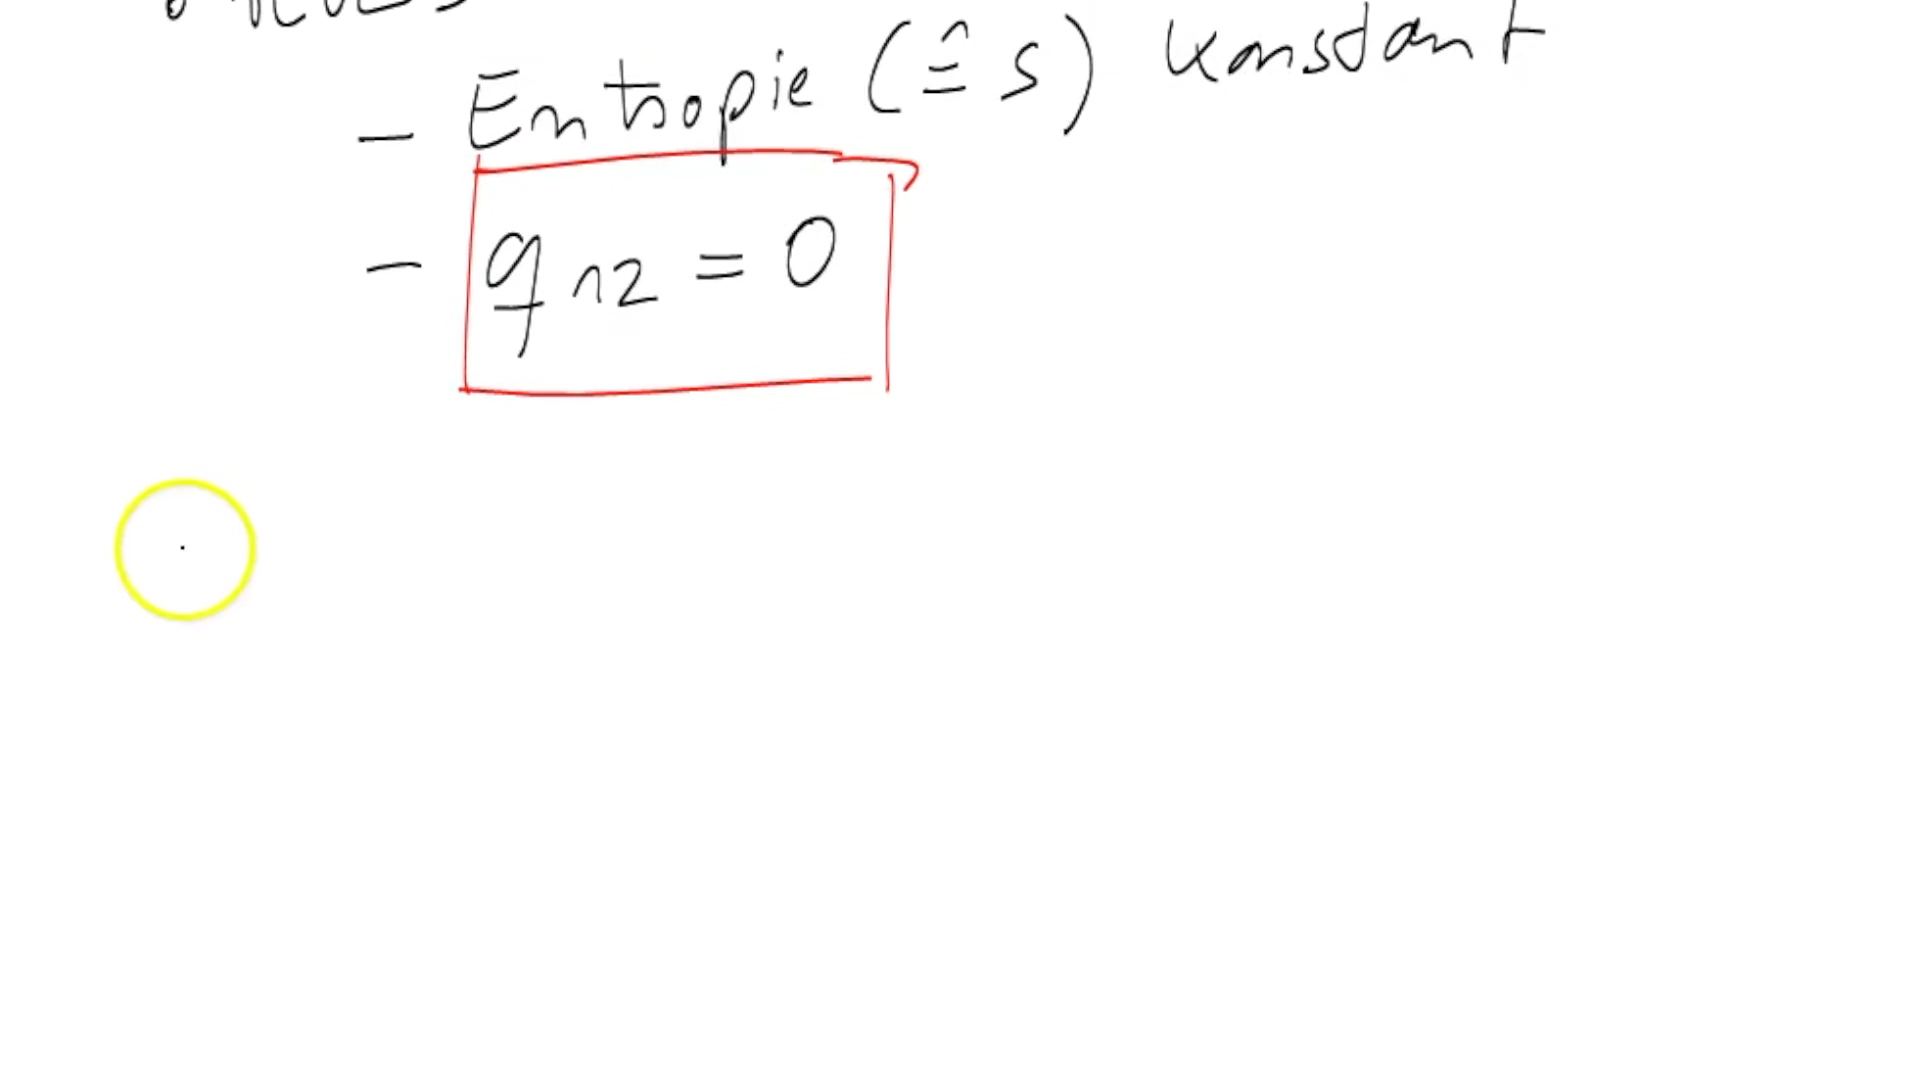 - Entropie (≙ s) konstant
- q12 = 0